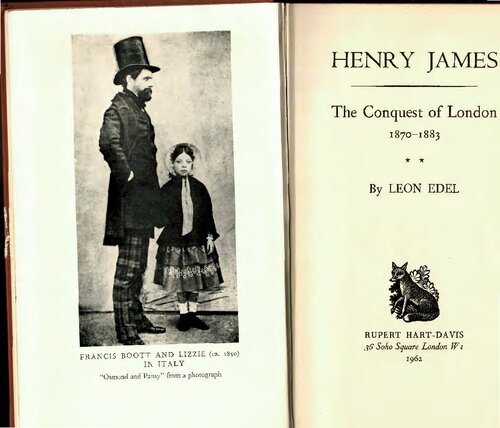 FRANCIS BOOTT AND LIZZIE (ca. 1850)
IN ITALY
"Osmond and Pansy" from a photograph
HENRY JAMES
The Conquest of London
1870–1883
* *
By LEON EDEL
RUPERT HART-DAVIS
36 Soho Square London W 1
1962